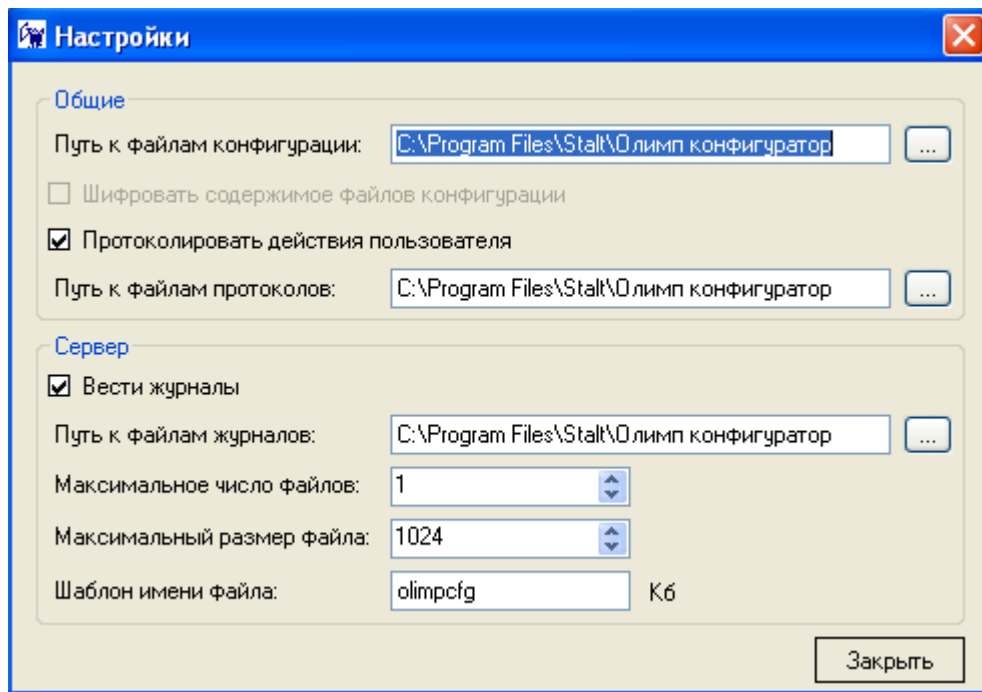 Настройки
Общие
Путь к файлам конфигурации: C:\Program Files\Stalt\Олимп конфигуратор ...
Шифровать содержимое файлов конфигурации
Протоколировать действия пользователя
Путь к файлам протоколов: C:\Program Files\Stalt\Олимп конфигуратор ...
Сервер
Вести журналы
Путь к файлам журналов: C:\Program Files\Stalt\Олимп конфигуратор ...
Максимальное число файлов: 1
Максимальный размер файла: 1024
Шаблон имени файла: olimpcfg Кб
Закрыть